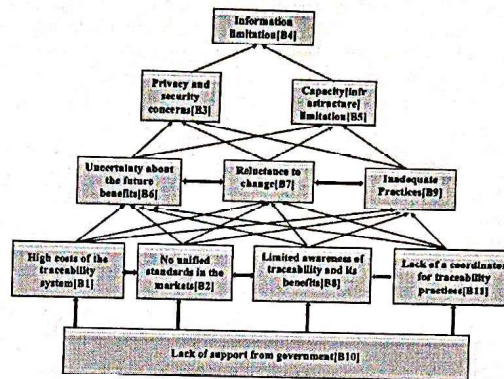 Information
limitation[B4]
Privacy and
security
concerns[B3]
Capacity[infr
astructure]
limitation[B5]
Uncertainty about
the future
benefits[B6]
Reluctance to
change[B7]
Inadequate
Practices[B9]
High costs of the
traceability
system[B1]
No unified
standards in the
markets[B2]
Limited awareness of
traceability and its
benefits[B8]
Lack of a coordinator
for traceability
practices[B11]
Lack of support from government[B10]